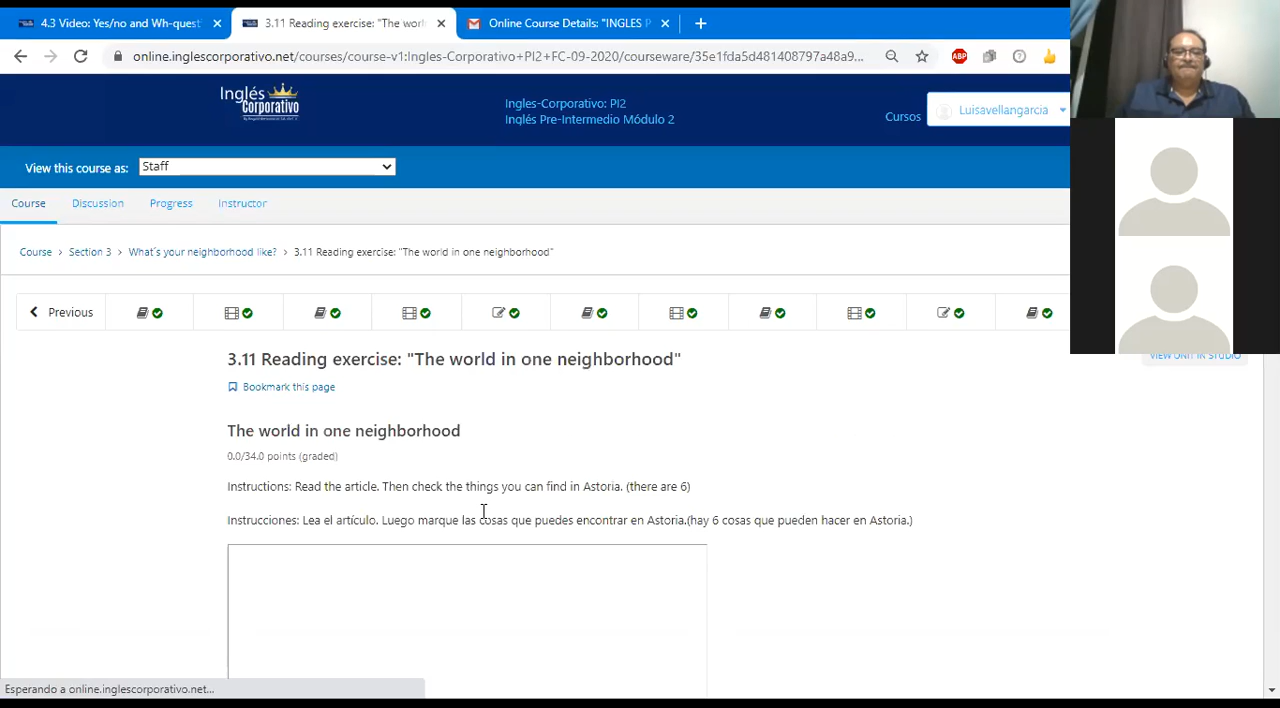 4.3 Video: Yes/no and Wh-quest
3.11 Reading exercise: "The worl
Online Course Details: "INGLES P
online.inglescorporativo.net/courses/course-v1:Ingles-Corporativo+PI2+FC-09-2020/courseware/35e1fda5d481408797a48a9...
ABP
Inglés
Corporativo
Ingles-Corporativo: PI2
Inglés Pre-Intermedio Módulo 2
Cursos
Luisavellangarcia
View this course as:
Staff
Course
Discussion
Progress
Instructor
Course > Section 3 > What's your neighborhood like? > 3.11 Reading exercise: "The world in one neighborhood"
Previous
3.11 Reading exercise: "The world in one neighborhood"
VIEW UNIT IN STUDIO
Bookmark this page
The world in one neighborhood
0.0/34.0 points (graded)
Instructions: Read the article. Then check the things you can find in Astoria. (there are 6)
Instrucciones: Lea el artículo. Luego marque las cosas que puedes encontrar en Astoria.(hay 6 cosas que pueden hacer en Astoria.)
Esperando a online.inglescorporativo.net...